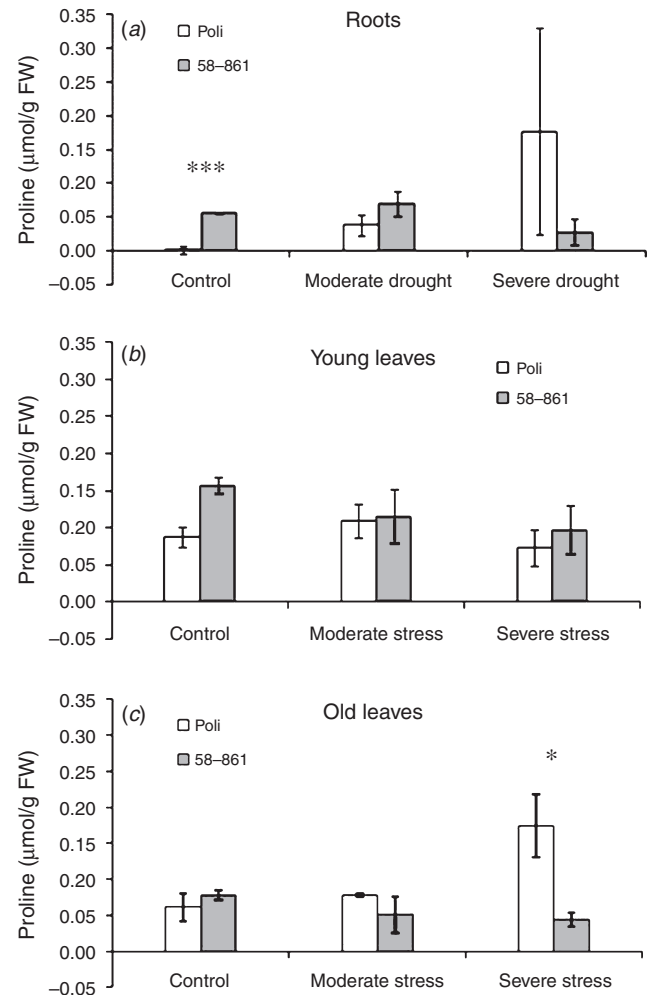 0.35
(a)
Roots
Poli
0.30
58–861
0.25
0.20
0.15
***
0.20
0.05
0.00
–0.05
Proline (μmol/g FW)
Control
Moderate drought
Severe drought
0.35
(b)
Young leaves
Poli
0.30
58–861
0.25
0.20
0.15
0.20
0.05
0.00
–0.05
Proline (μmol/g FW)
Control
Moderate stress
Severe stress
0.35
(c)
Old leaves
Poli
0.30
58–861
0.25
*
0.20
0.15
0.20
0.05
0.00
–0.05
Proline (μmol/g FW)
Control
Moderate stress
Severe stress